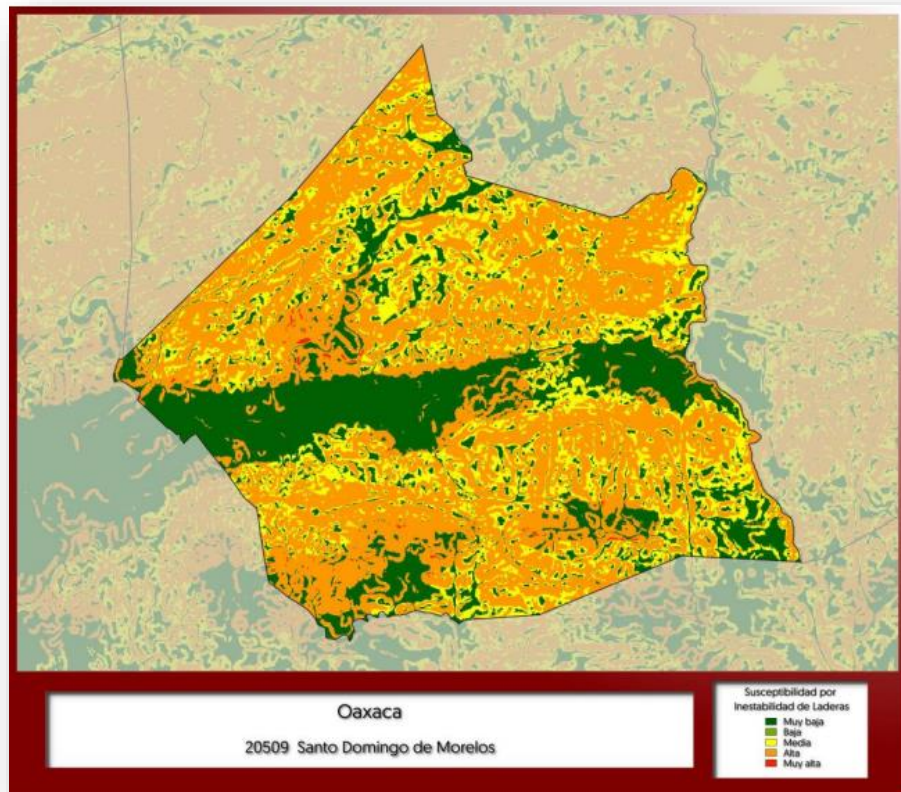 Oaxaca
20509 Santo Domingo de Morelos
Susceptibilidad por
Inestabilidad de Laderas
Muy baja
Baja
Media
Alta
Muy alta